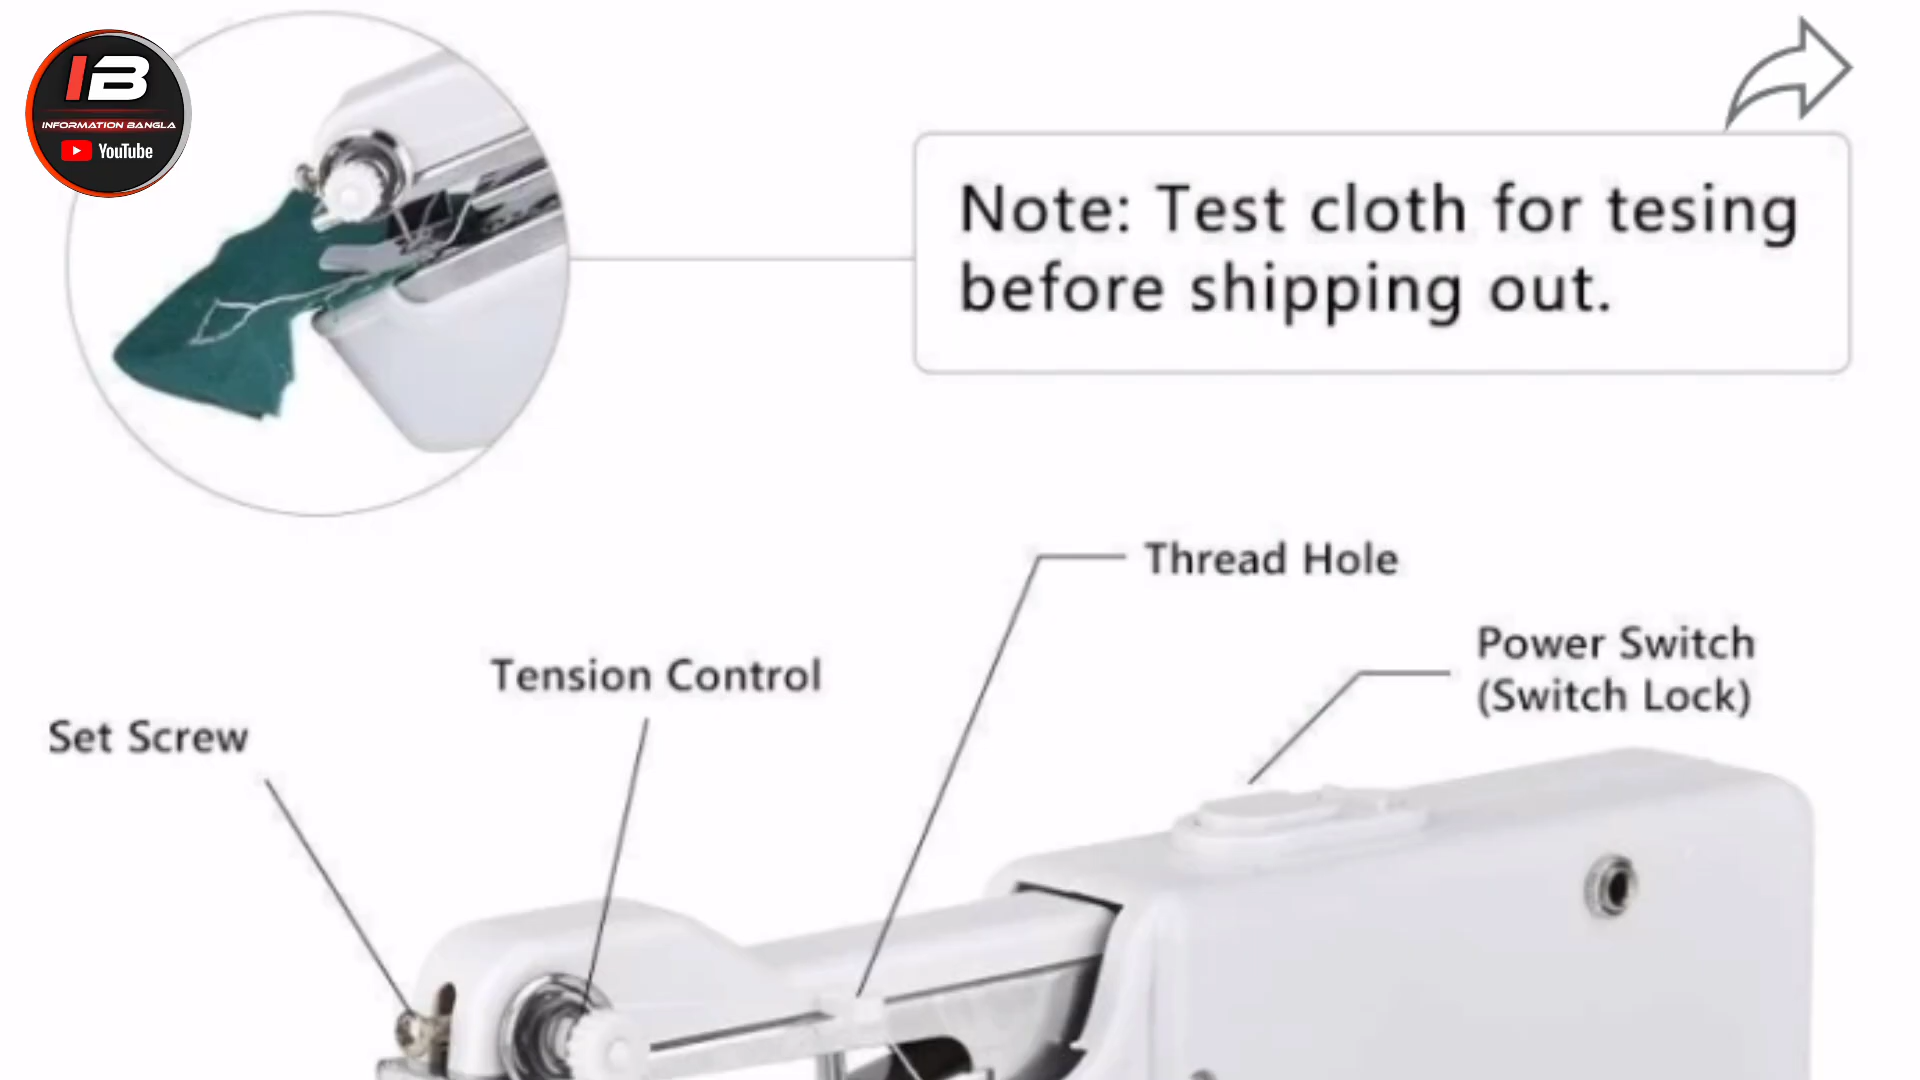 IB
INFORMATION BANGLA
YouTube
Note: Test cloth for tesing
before shipping out.
Thread Hole
Power Switch
(Switch Lock)
Tension Control
Set Screw